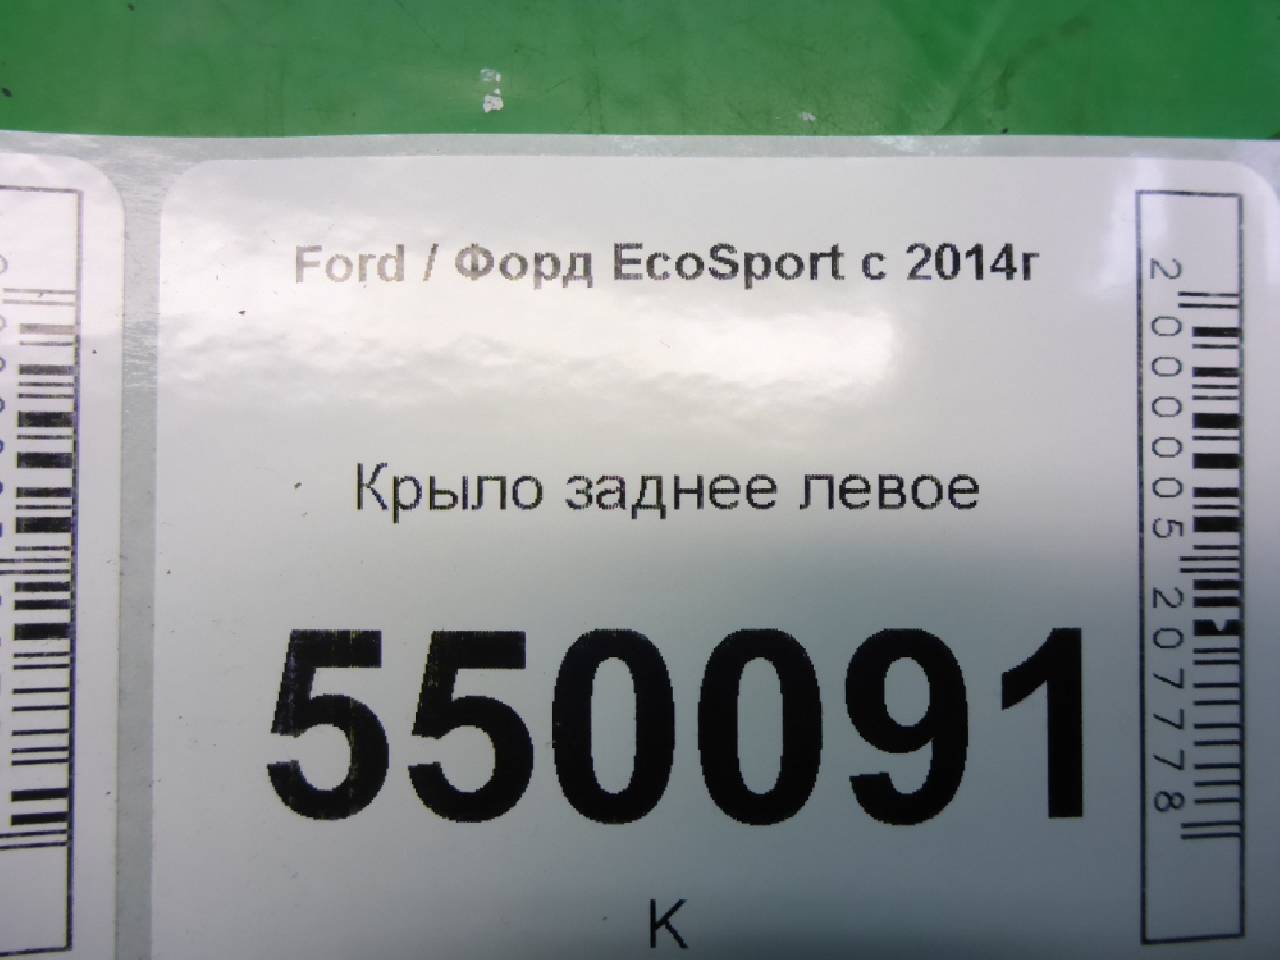 Ford / Форд EcoSport с 2014г
Крыло заднее левое
550091
К
2000005207778